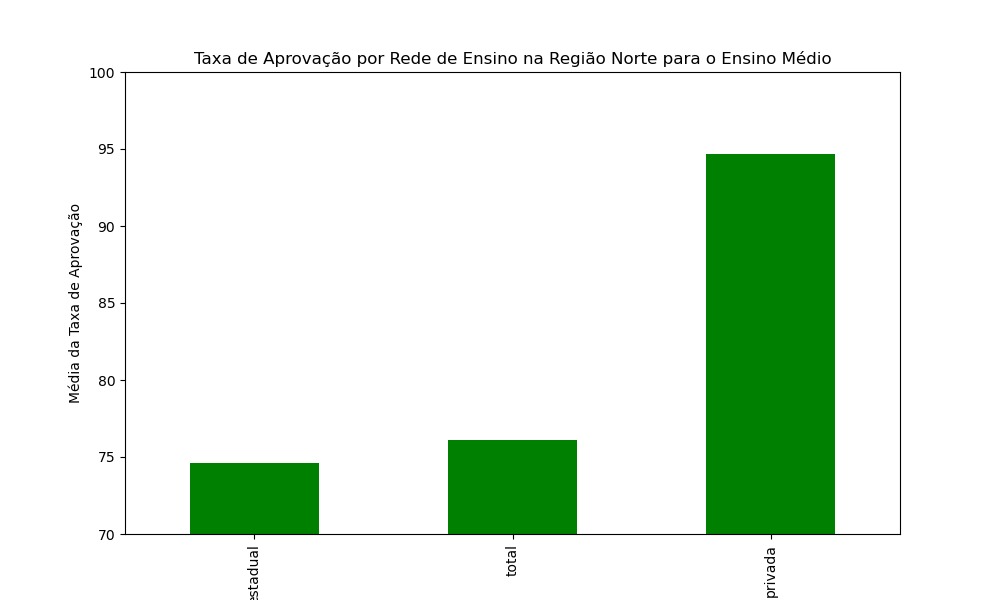 Taxa de Aprovação por Rede de Ensino na Região Norte para o Ensino Médio
Média da Taxa de Aprovação
100
95
90
85
80
75
70
estadual
total
privada